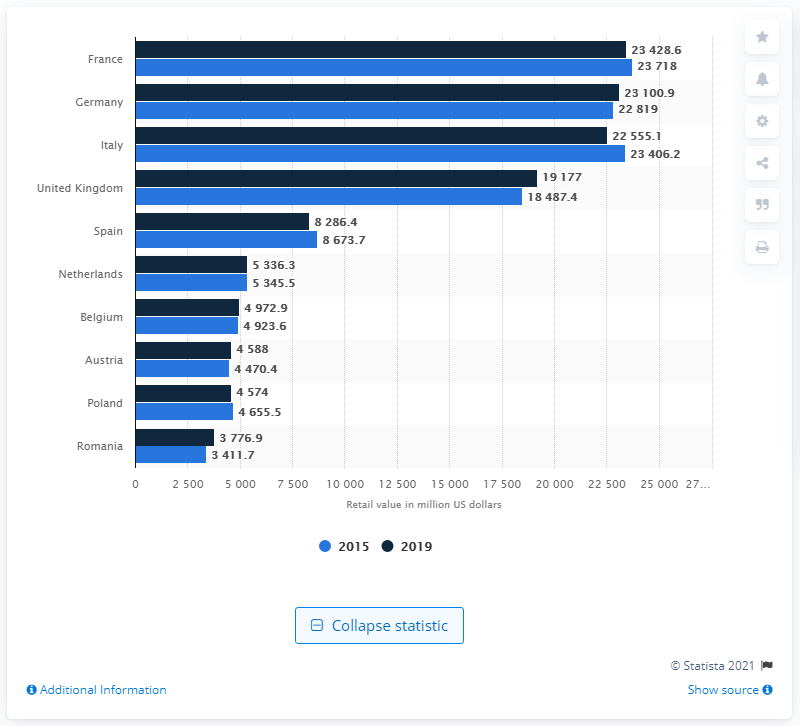 France 23 428.6
23 718
Germany 23 100.9
22 819
Italy 22 555.1
23 406.2
United Kingdom 19 177
18 487.4
Spain 8 286.4
8 673.7
Netherlands 5 336.3
5 345.5
Belgium 4 972.9
4 923.6
Austria 4 588
4 470.4
Poland 4 574
4 655.5
Romania 3 776.9
3 411.7
0 2 500 5 000 7 500 10 000 12 500 15 000 17 500 20 000 22 500 25 000 27...
Retail value in million US dollars
2015 2019
Collapse statistic
© Statista 2021
Additional Information Show source